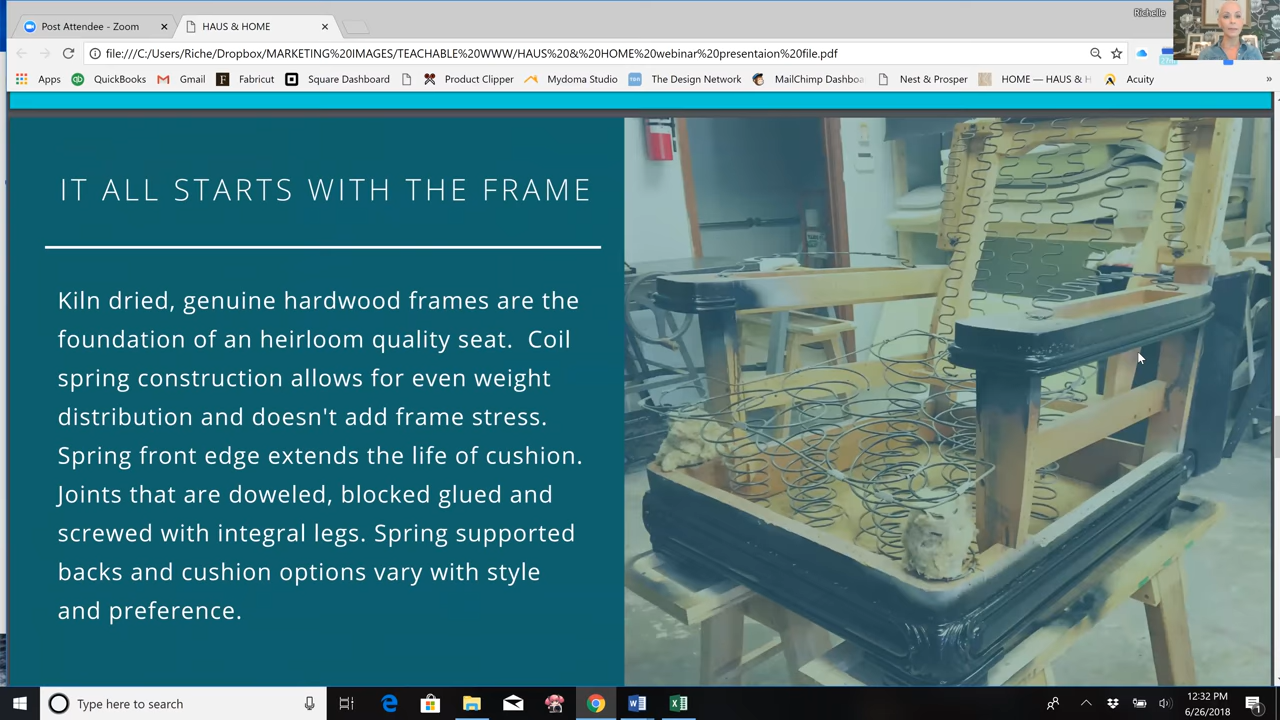 Post Attendee - Zoom
HAUS & HOME
Richelle
file:///C:/Users/Riche/Dropbox/MARKETING%20IMAGES/TEACHABLE%20WWW/HAUS%20&%20HOME%20webinar%20presentaion%20file.pdf
Apps QuickBooks Gmail Fabricut Square Dashboard Product Clipper Mydoma Studio The Design Network MailChimp Dashboa Nest & Prosper HOME — HAUS & H Acuity »
IT ALL STARTS WITH THE FRAME
Kiln dried, genuine hardwood frames are the
foundation of an heirloom quality seat. Coil
spring construction allows for even weight
distribution and doesn't add frame stress.
Spring front edge extends the life of cushion.
Joints that are doweled, blocked glued and
screwed with integral legs. Spring supported
backs and cushion options vary with style
and preference.
Type here to search
12:32 PM
6/26/2018